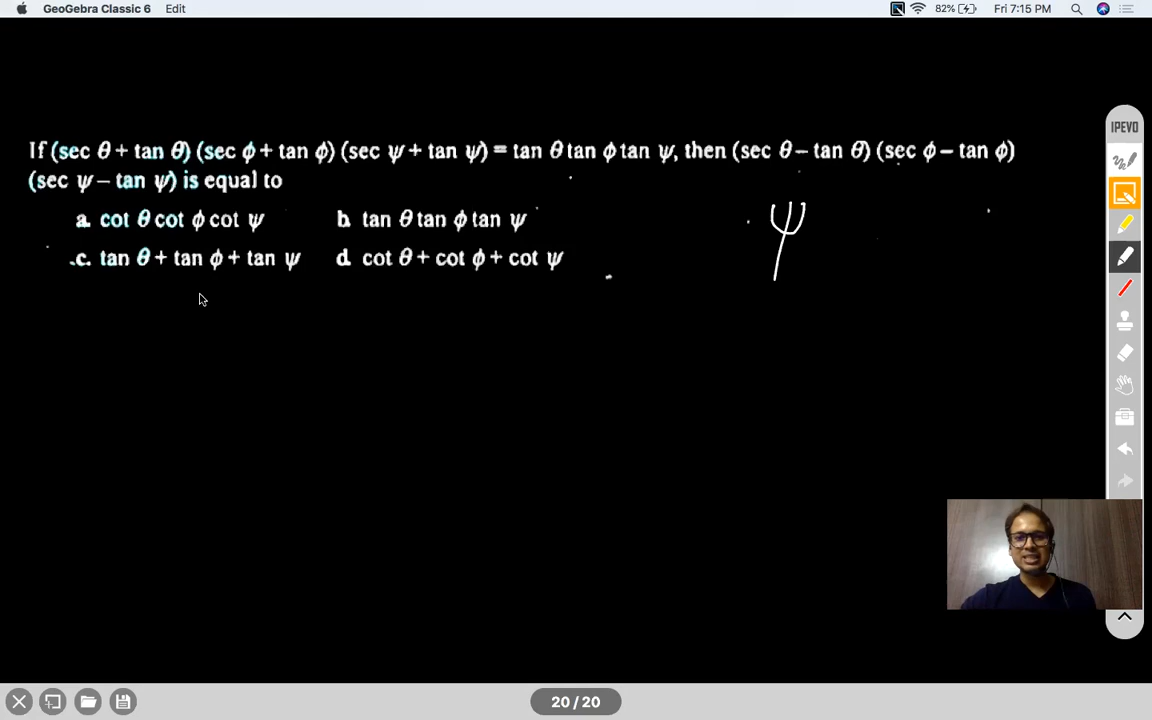 GeoGebra Classic 6 Edit 82% Fri 7:15 PM
IPEVO
If (sec θ + tan θ) (sec ϕ + tan ϕ) (sec ψ + tan ψ) = tan θ tan ϕ tan ψ, then (sec θ – tan θ) (sec ϕ – tan ϕ)
(sec ψ – tan ψ) is equal to
a. cot θ cot ϕ cot ψ b. tan θ tan ϕ tan ψ
c. tan θ + tan ϕ + tan ψ d. cot θ + cot ϕ + cot ψ
ψ
20 / 20